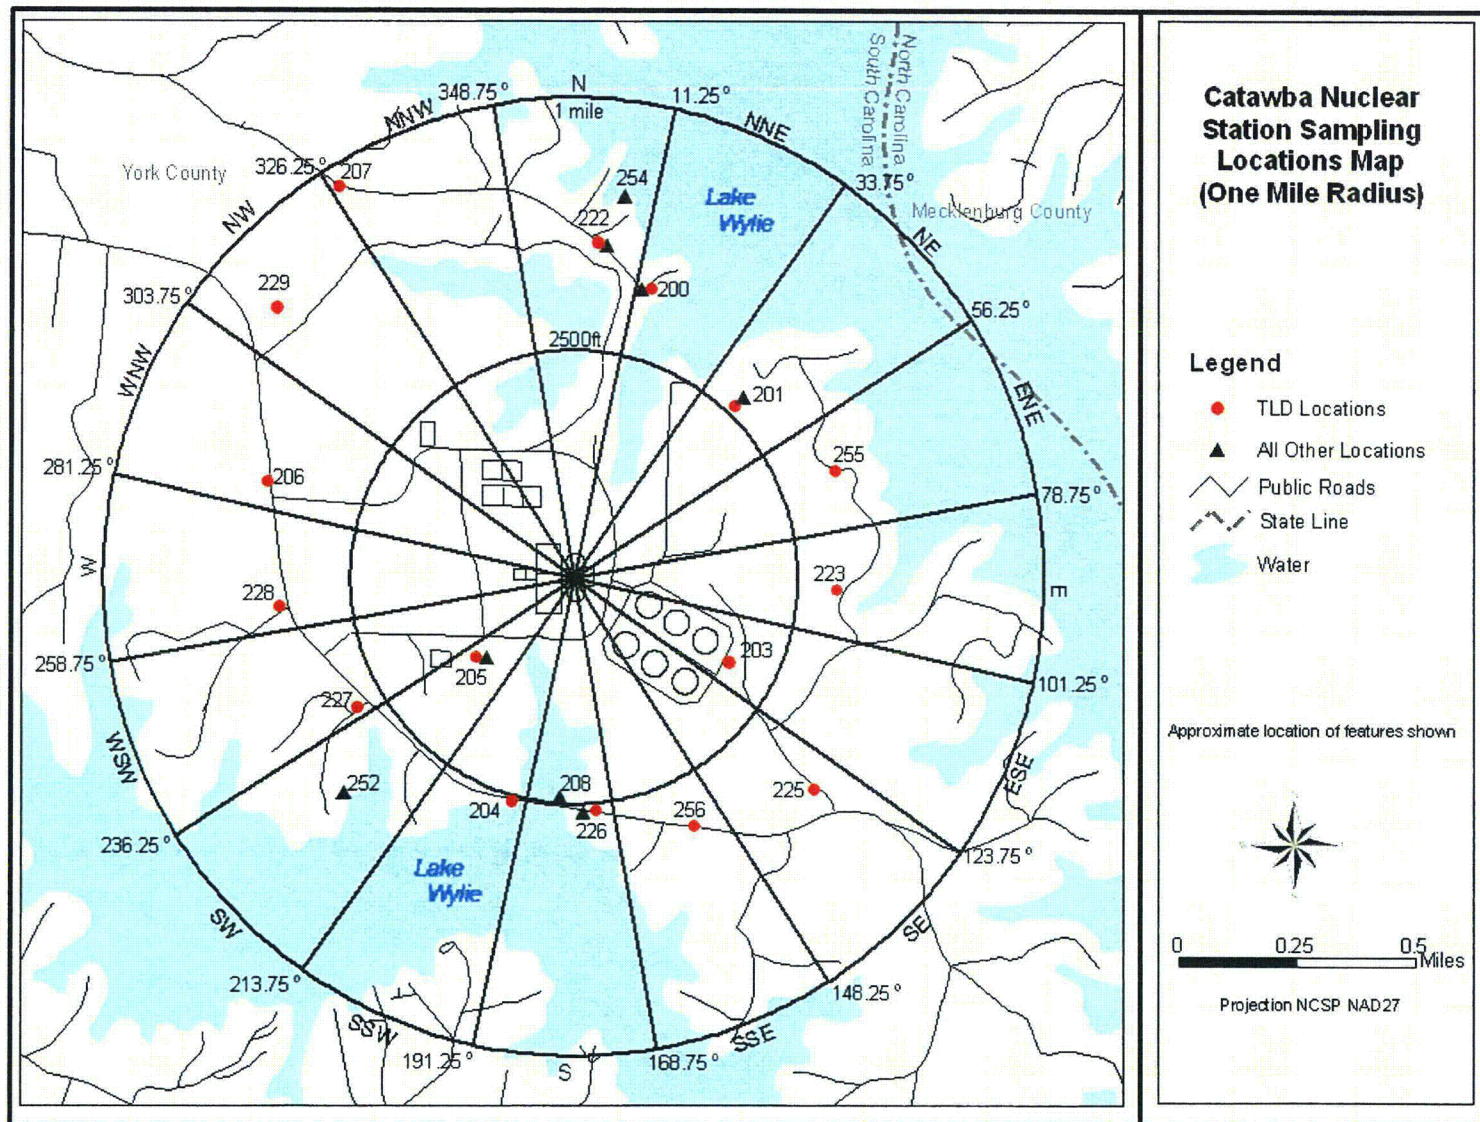 Catawba Nuclear
Station Sampling
Locations Map
(One Mile Radius)
Legend
TLD Locations
All Other Locations
Public Roads
State Line
Water
Approximate location of features shown
0 0.25 0.5
Miles
Projection NCSP NAD27
North Carolina
South Carolina
York County
Mecklenburg County
Lake
Wylie
Lake
Wylie
N
1 mile
2500ft
348.75 °
11.25°
NNW
NNE
326.25 °
33.75°
NW
NE
303.75 °
56.25°
WNW
ENE
281.25 °
78.75°
W
E
258.75 °
101.25°
WSW
ESE
236.25 °
123.75°
SW
SE
213.75 °
148.25°
SSW
SSE
191.25 °
168.75°
S
207
254
222
229
200
201
206
255
228
223
205
203
227
252
208
204
226
256
225